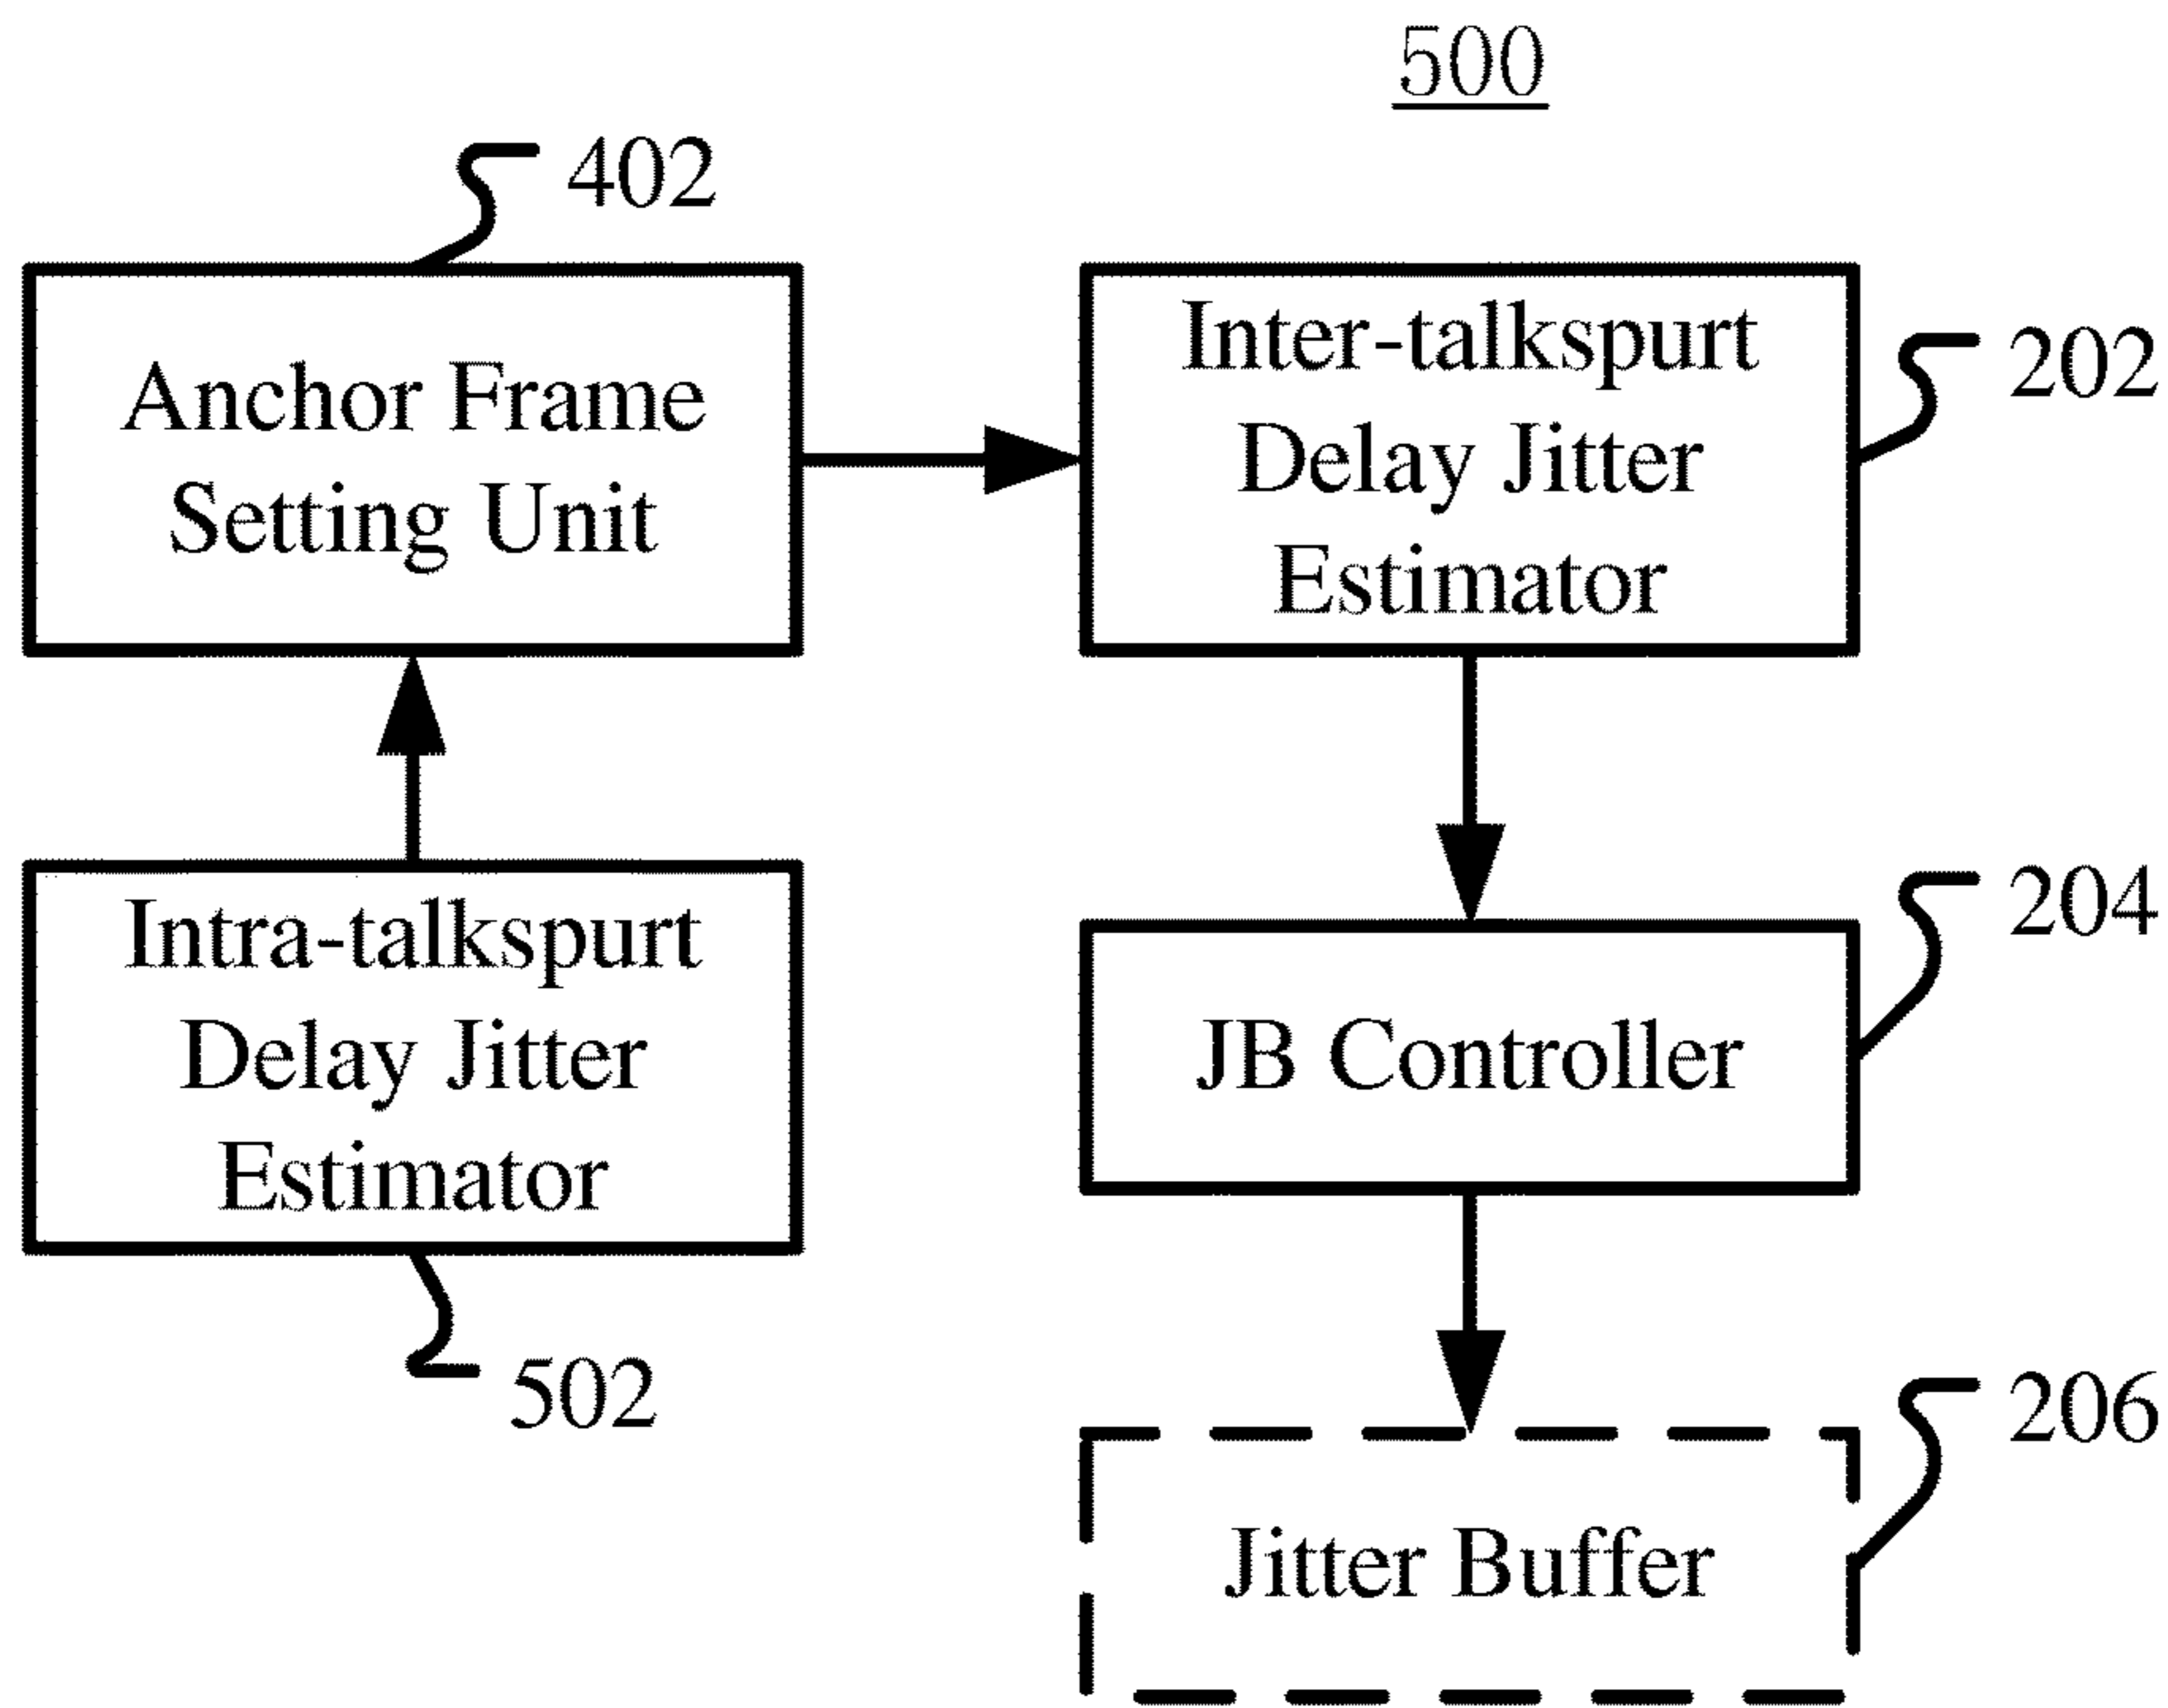 500
402
Anchor Frame
Setting Unit
Inter-talkspurt
Delay Jitter
Estimator
202
Intra-talkspurt
Delay Jitter
Estimator
502
JB Controller
204
Jitter Buffer
206